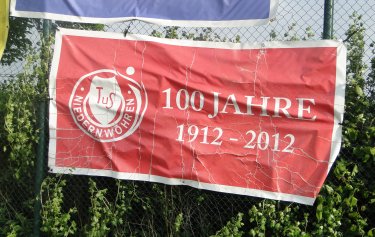 TuS
NIEDERNWÖHREN
100 JAHRE
1912 - 2012